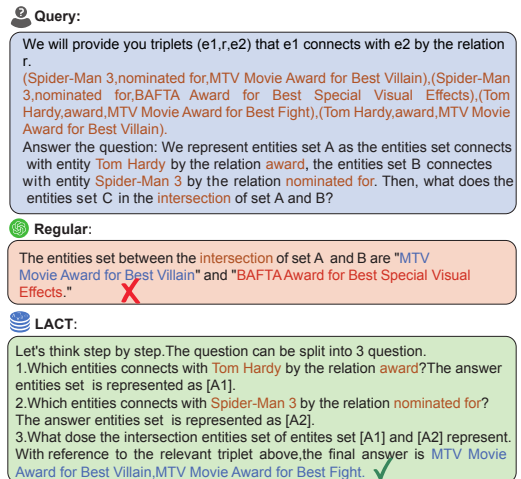 Query:
We will provide you triplets (e1,r,e2) that e1 connects with e2 by the relation
r.
(Spider-Man 3,nominated for,MTV Movie Award for Best Villain),(Spider-Man
3,nominated for,BAFTA Award for Best Special Visual Effects),(Tom
Hardy,award,MTV Movie Award for Best Fight),(Tom Hardy,award,MTV Movie
Award for Best Villain).
Answer the question: We represent entities set A as the entities set connects
with entity Tom Hardy by the relation award, the entities set B connectes
with entity Spider-Man 3 by the relation nominated for. Then, what does the
entities set C in the intersection of set A and B?
Regular:
The entities set between the intersection of set A and B are "MTV
Movie Award for Best Villain" and "BAFTA Award for Best Special Visual
Effects."
LACT:
Let's think step by step.The question can be split into 3 question.
1.Which entities connects with Tom Hardy by the relation award?The answer
entities set is represented as [A1].
2.Which entities connects with Spider-Man 3 by the relation nominated for?
The answer entities set is represented as [A2].
3.What dose the intersection entities set of entites set [A1] and [A2] represent.
With reference to the relevant triplet above,the final answer is MTV Movie
Award for Best Villain,MTV Movie Award for Best Fight.